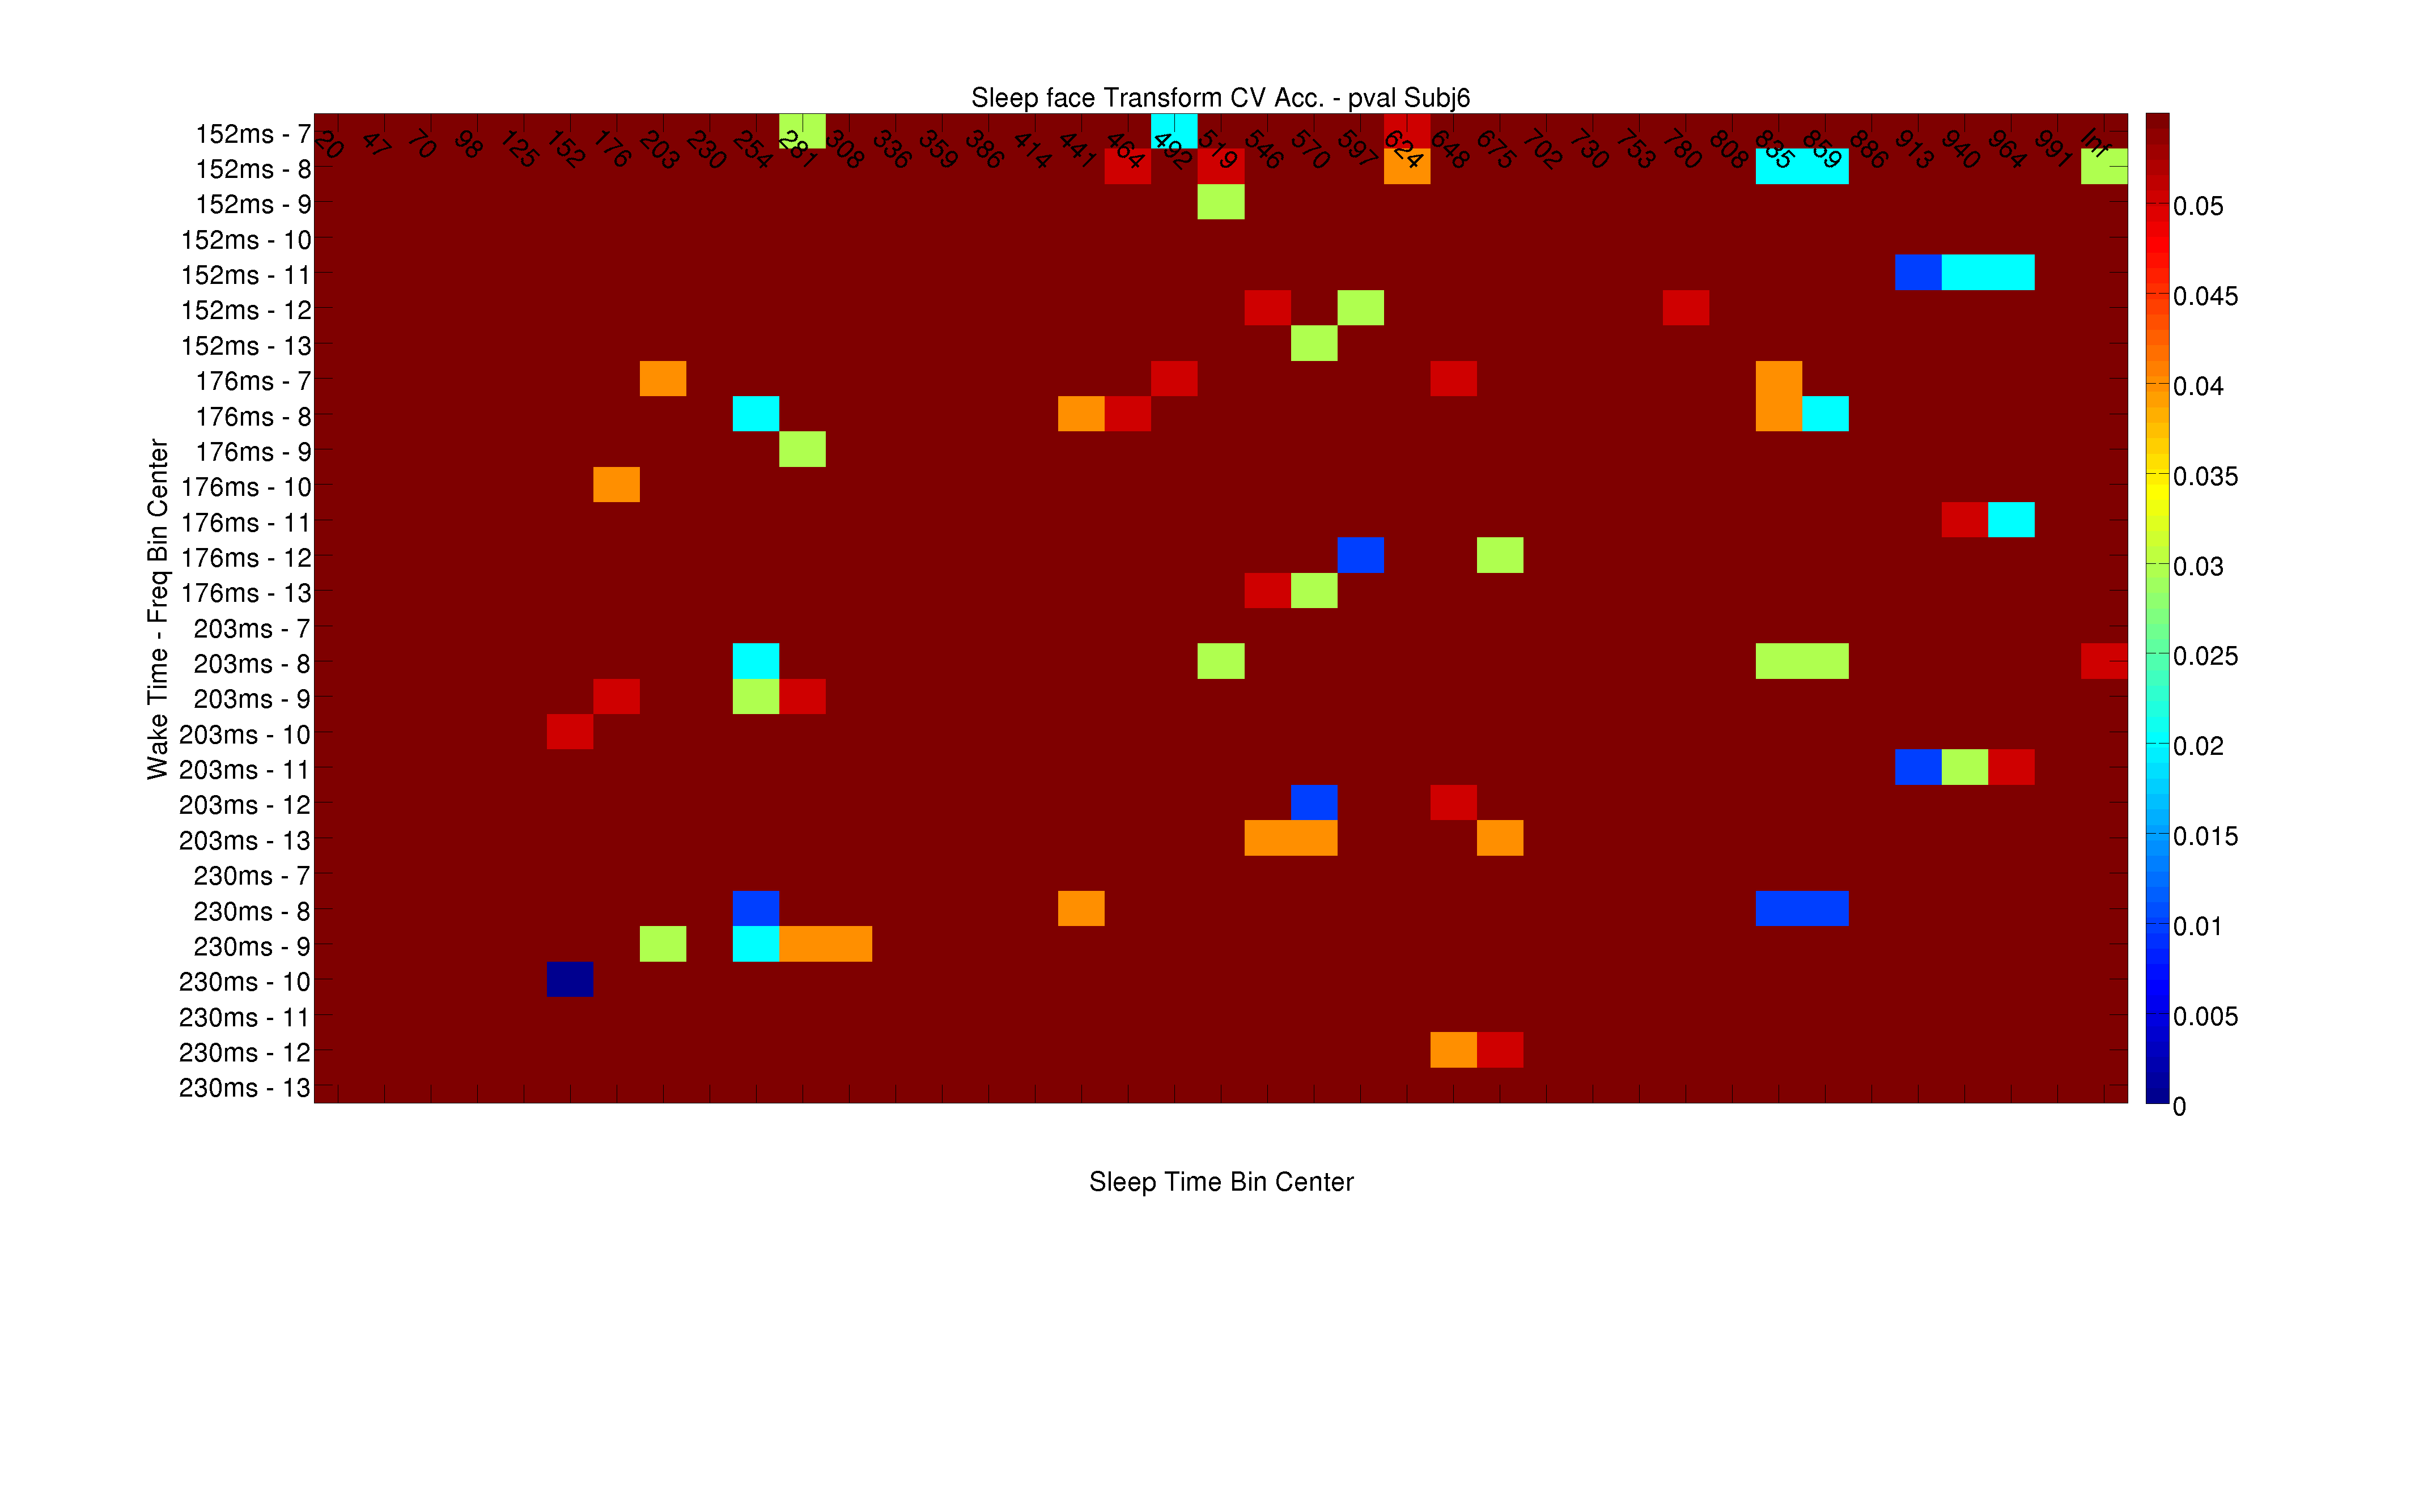 Sleep face Transform CV Acc. - pval Subj6
20 47 70 98 125 152 176 203 230 254 281 308 336 359 386 414 441 464 492 519 546 570 597 624 648 675 702 730 753 780 808 835 859 886 913 940 964 991 Inf
Wake Time - Freq Bin Center
152ms - 7
152ms - 8
152ms - 9
152ms - 10
152ms - 11
152ms - 12
152ms - 13
176ms - 7
176ms - 8
176ms - 9
176ms - 10
176ms - 11
176ms - 12
176ms - 13
203ms - 7
203ms - 8
203ms - 9
203ms - 10
203ms - 11
203ms - 12
203ms - 13
230ms - 7
230ms - 8
230ms - 9
230ms - 10
230ms - 11
230ms - 12
230ms - 13
0.05
0.045
0.04
0.035
0.03
0.025
0.02
0.015
0.01
0.005
0
Sleep Time Bin Center